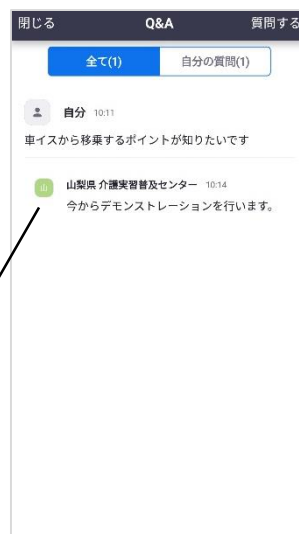 閉じる Q&A 質問する
全て(1) 自分の質問(1)
自分 10:11
車イスから移乗するポイントが知りたいです
山 山梨県 介護実習普及センター 10:14
今からデモンストレーションを行います。